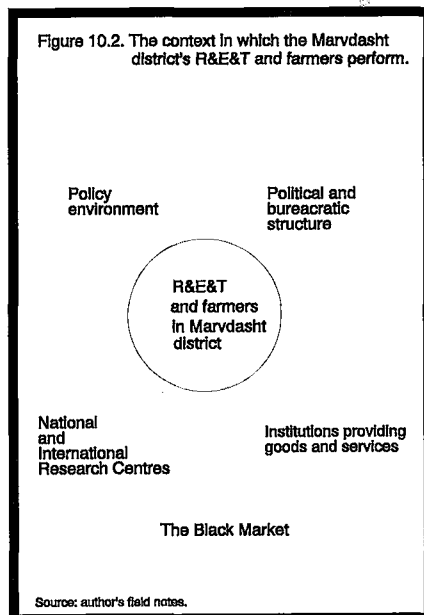 Figure 10.2. The context in which the Marvdasht
district's R&E&T and farmers perform.
Policy
environment
Political and
bureacratic
structure
R&E&T
and farmers
in Marvdasht
district
National
and
International
Research Centres
Institutions providing
goods and services
The Black Market
Source: author's field notes.